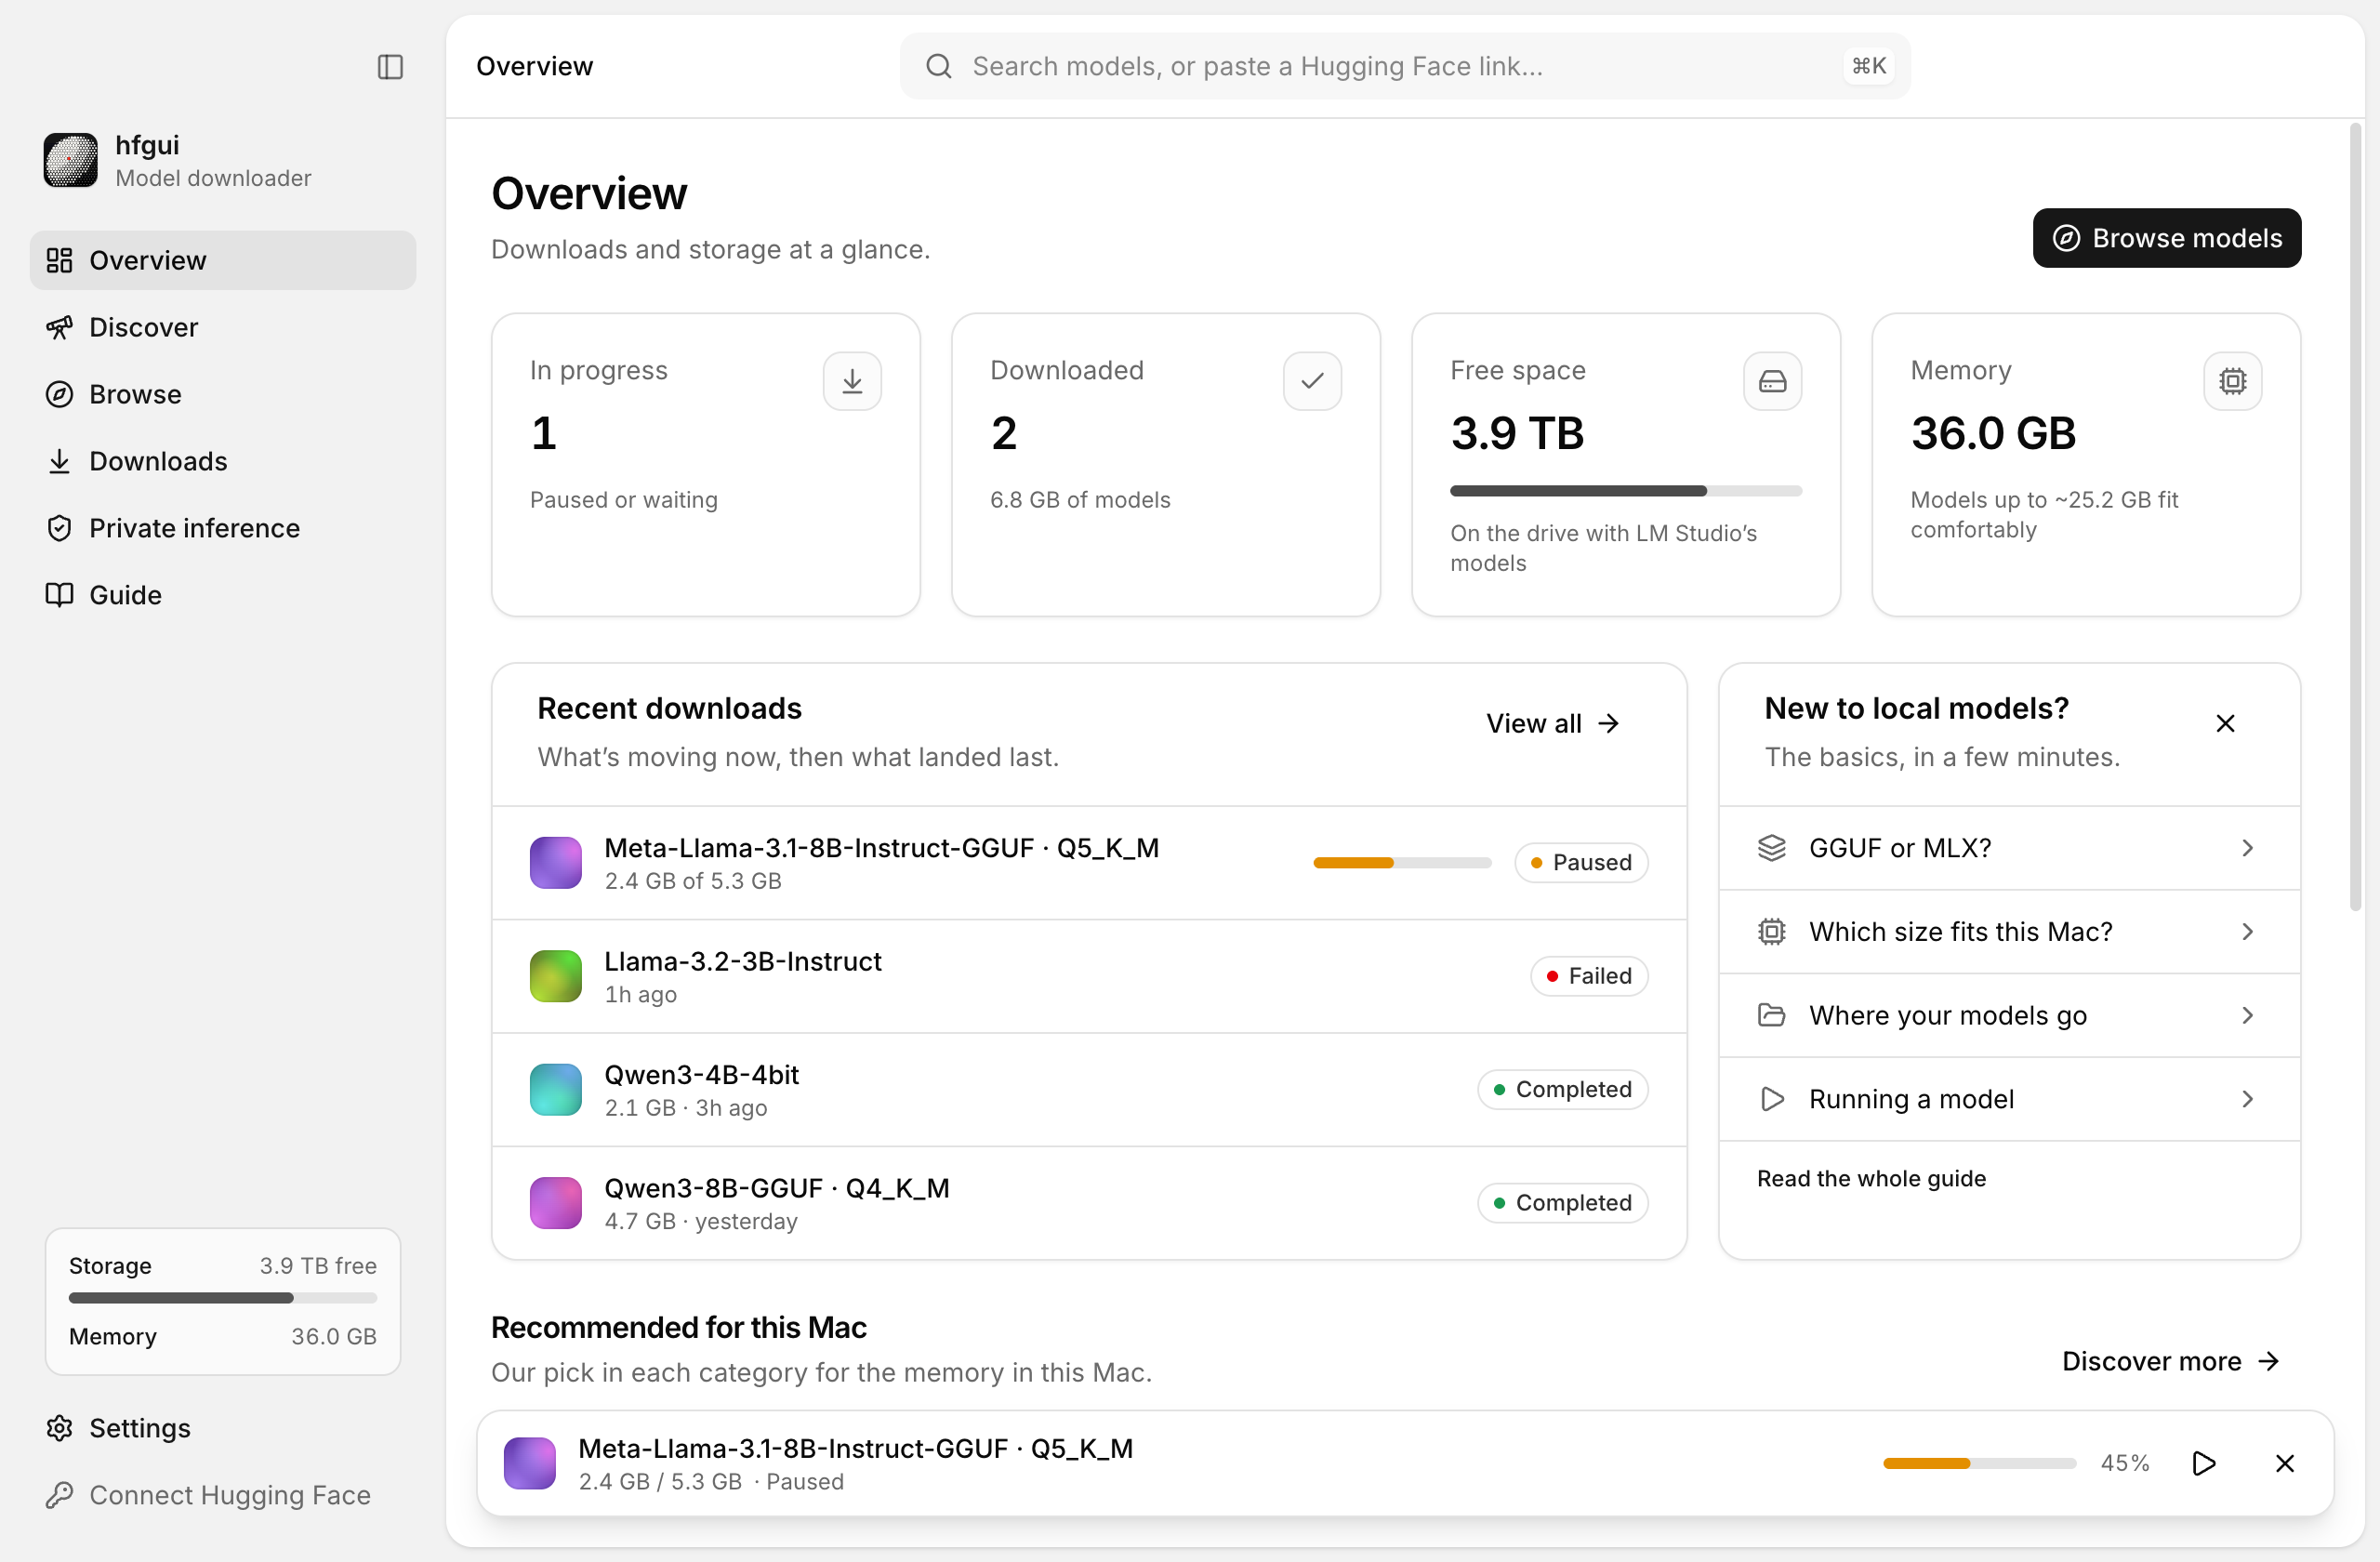 hfgui
Model downloader
Overview
Discover
Browse
Downloads
Private inference
Guide
Storage 3.9 TB free
Memory 36.0 GB
Settings
Connect Hugging Face
Overview
Search models, or paste a Hugging Face link... ⌘K
Overview
Downloads and storage at a glance.
Browse models
In progress
1
Paused or waiting
Downloaded
2
6.8 GB of models
Free space
3.9 TB
On the drive with LM Studio’s
models
Memory
36.0 GB
Models up to ~25.2 GB fit
comfortably
Recent downloads
What’s moving now, then what landed last.
View all
Meta-Llama-3.1-8B-Instruct-GGUF · Q5_K_M
2.4 GB of 5.3 GB
Paused
Llama-3.2-3B-Instruct
1h ago
Failed
Qwen3-4B-4bit
2.1 GB · 3h ago
Completed
Qwen3-8B-GGUF · Q4_K_M
4.7 GB · yesterday
Completed
New to local models?
The basics, in a few minutes.
GGUF or MLX?
Which size fits this Mac?
Where your models go
Running a model
Read the whole guide
Recommended for this Mac
Our pick in each category for the memory in this Mac.
Discover more
Meta-Llama-3.1-8B-Instruct-GGUF · Q5_K_M
2.4 GB / 5.3 GB · Paused
45%